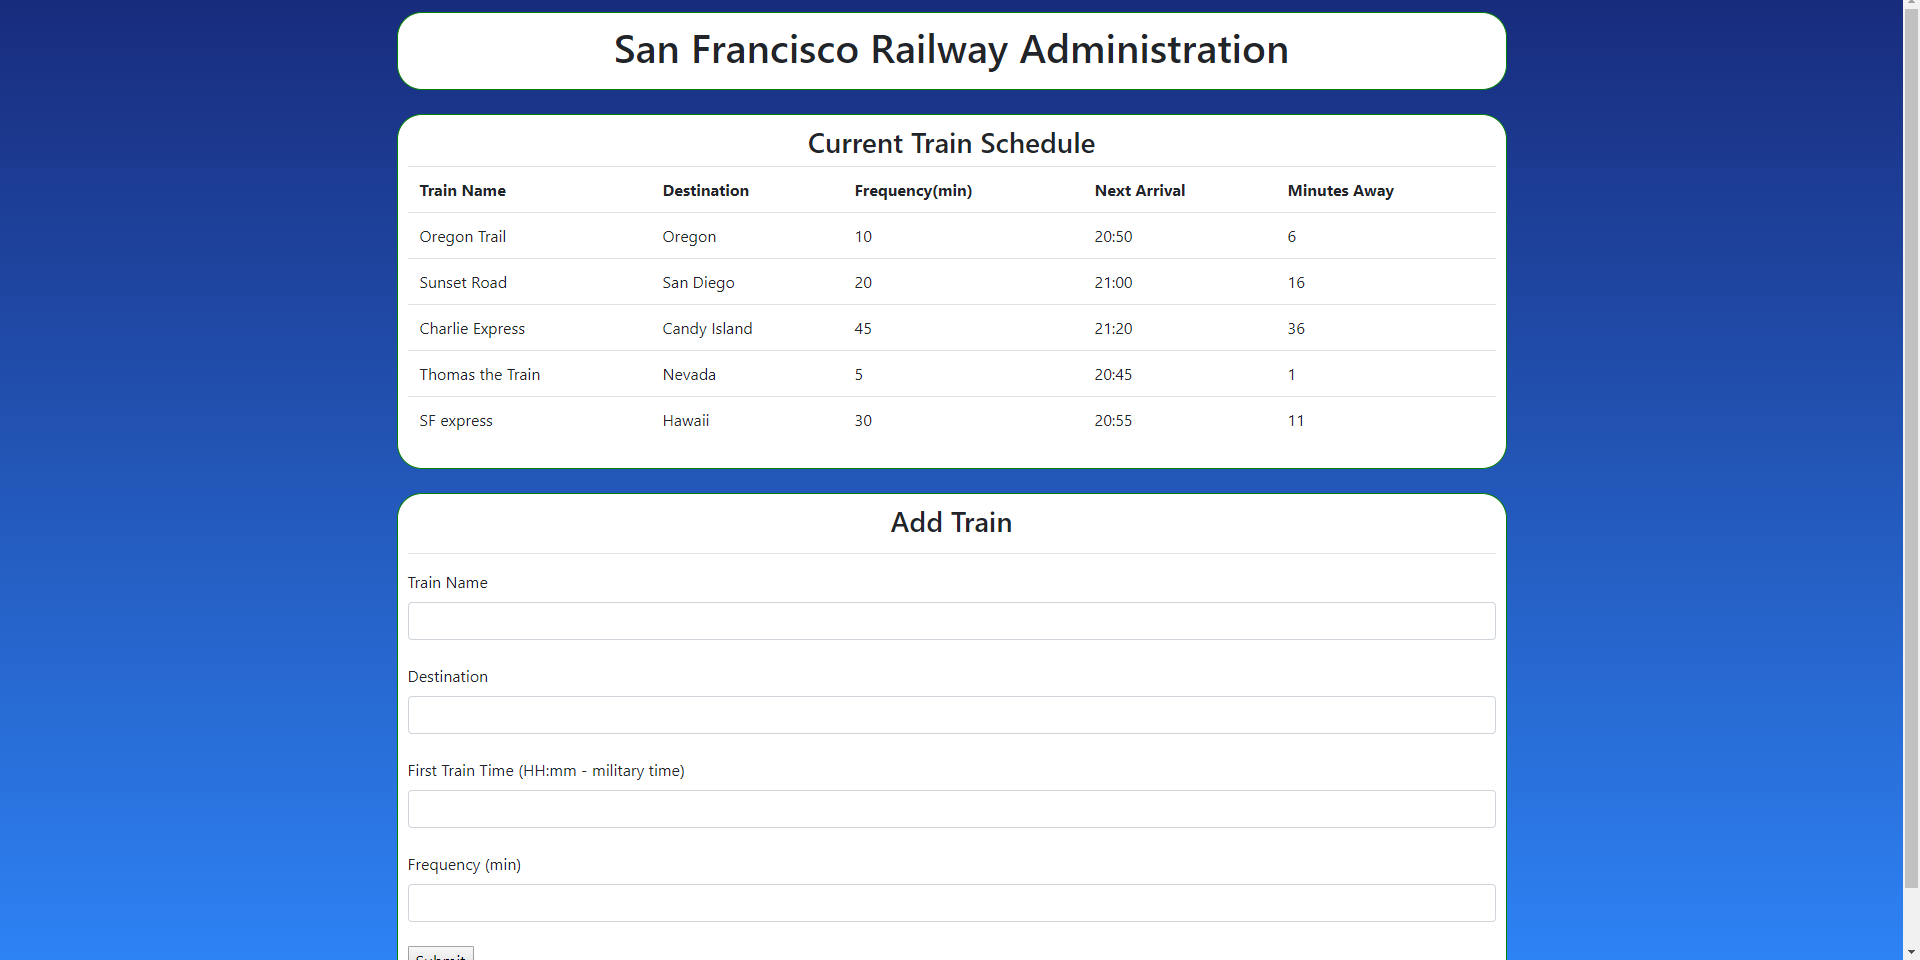 San Francisco Railway Administration
Current Train Schedule
Train Name Destination Frequency(min) Next Arrival Minutes Away
Oregon Trail Oregon 10 20:50 6
Sunset Road San Diego 20 21:00 16
Charlie Express Candy Island 45 21:20 36
Thomas the Train Nevada 5 20:45 1
SF express Hawaii 30 20:55 11
Add Train
Train Name
Destination
First Train Time (HH:mm - military time)
Frequency (min)
Submit